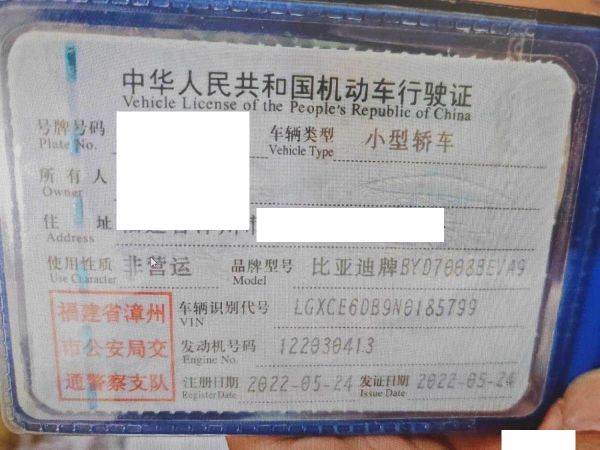 中华人民共和国机动车行驶证
Vehicle License of the People's Republic of China
号牌号码 车辆类型 小型轿车
Plate No. Vehicle Type
所有人
Owner
住址
Address
使用性质 非营运 品牌型号 比亚迪牌BYD7008BEVA9
Use Character Model
福建省漳州 车辆识别代号 LGXCE6DB9N0185799
VIN
市公安局交 发动机号码 122030413
Engine No.
通警察支队 注册日期 2022-05-24 发证日期 2022-05-24
Register Date Issue Date